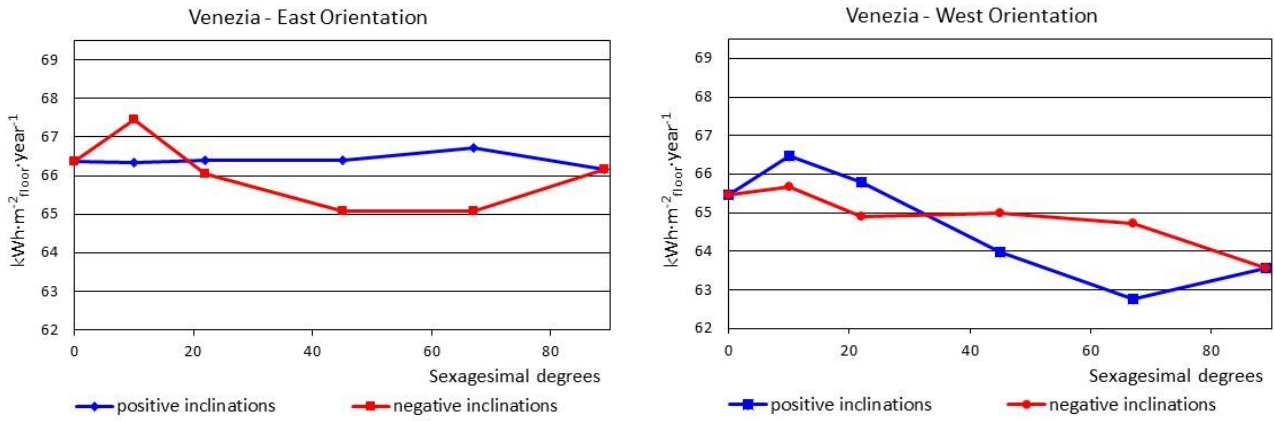 Venezia - East Orientation
kWh·m⁻²floor·year⁻¹
69
68
67
66
65
64
63
62
0 20 40 60 80
Sexagesimal degrees
positive inclinations negative inclinations
Venezia - West Orientation
kWh·m⁻²floor·year⁻¹
69
68
67
66
65
64
63
62
0 20 40 60 80
Sexagesimal degrees
positive inclinations negative inclinations